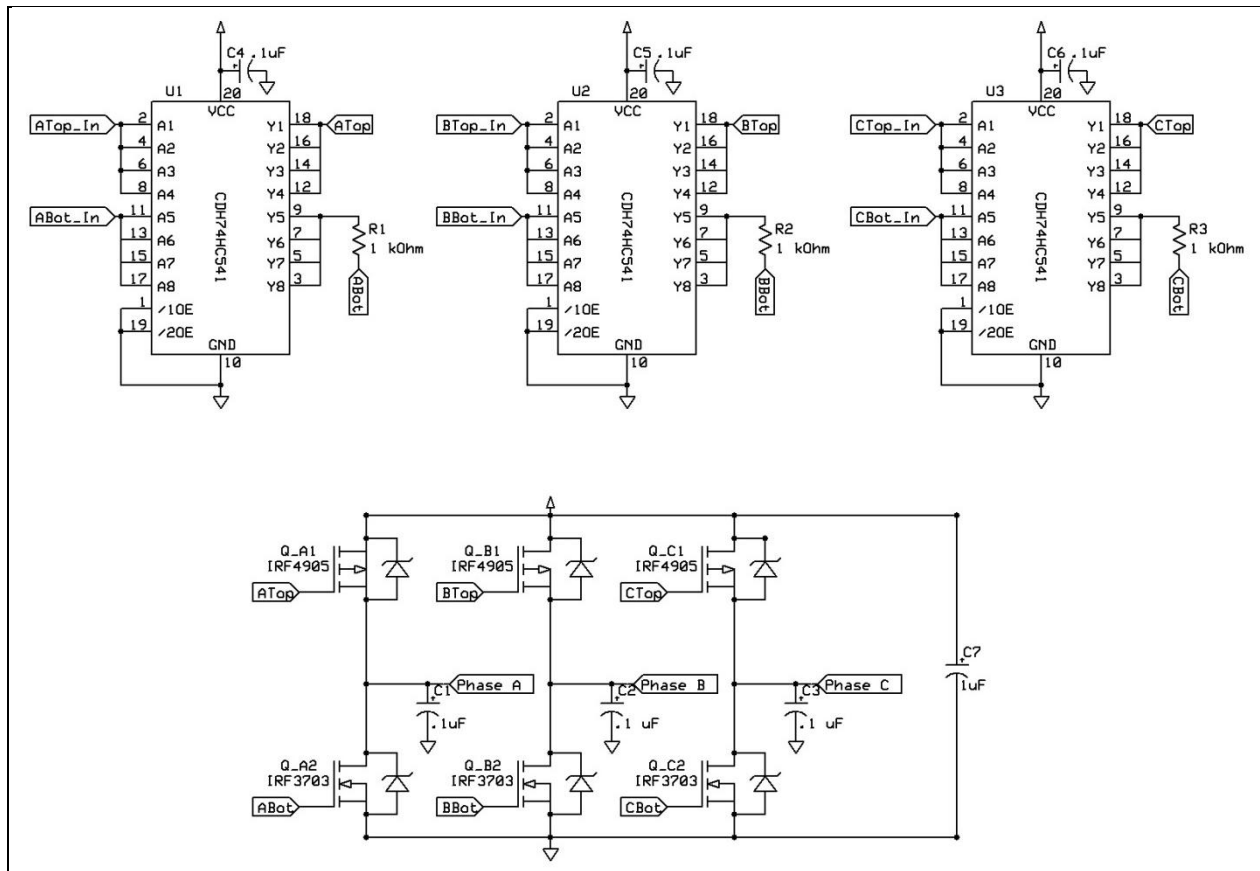 C4 .1uF
20
U1
VCC
ATop_In
2 A1
Y1 18
ATop
4 A2
Y2 16
6 A3
Y3 14
8 A4
Y4 12
ABot_In
11 A5
Y5 9
13 A6
Y6 7
15 A7
Y7 5
17 A8
Y8 3
1 /1OE
19 /2OE
CDH74HC541
GND
10
R1
1 kOhm
ABot
C5 .1uF
20
U2
VCC
BTop_In
2 A1
Y1 18
BTop
4 A2
Y2 16
6 A3
Y3 14
8 A4
Y4 12
BBot_In
11 A5
Y5 9
13 A6
Y6 7
15 A7
Y7 5
17 A8
Y8 3
1 /1OE
19 /2OE
CDH74HC541
GND
10
R2
1 kOhm
BBot
C6 .1uF
20
U3
VCC
CTop_In
2 A1
Y1 18
CTop
4 A2
Y2 16
6 A3
Y3 14
8 A4
Y4 12
CBot_In
11 A5
Y5 9
13 A6
Y6 7
15 A7
Y7 5
17 A8
Y8 3
1 /1OE
19 /2OE
CDH74HC541
GND
10
R3
1 kOhm
CBot
Q_A1
IRF4905
ATop
Q_B1
IRF4905
BTop
Q_C1
IRF4905
CTop
Phase A
C1
.1uF
Phase B
C2
.1 uF
Phase C
C3
.1 uF
C7
1uF
Q_A2
IRF3703
ABot
Q_B2
IRF3703
BBot
Q_C2
IRF3703
CBot